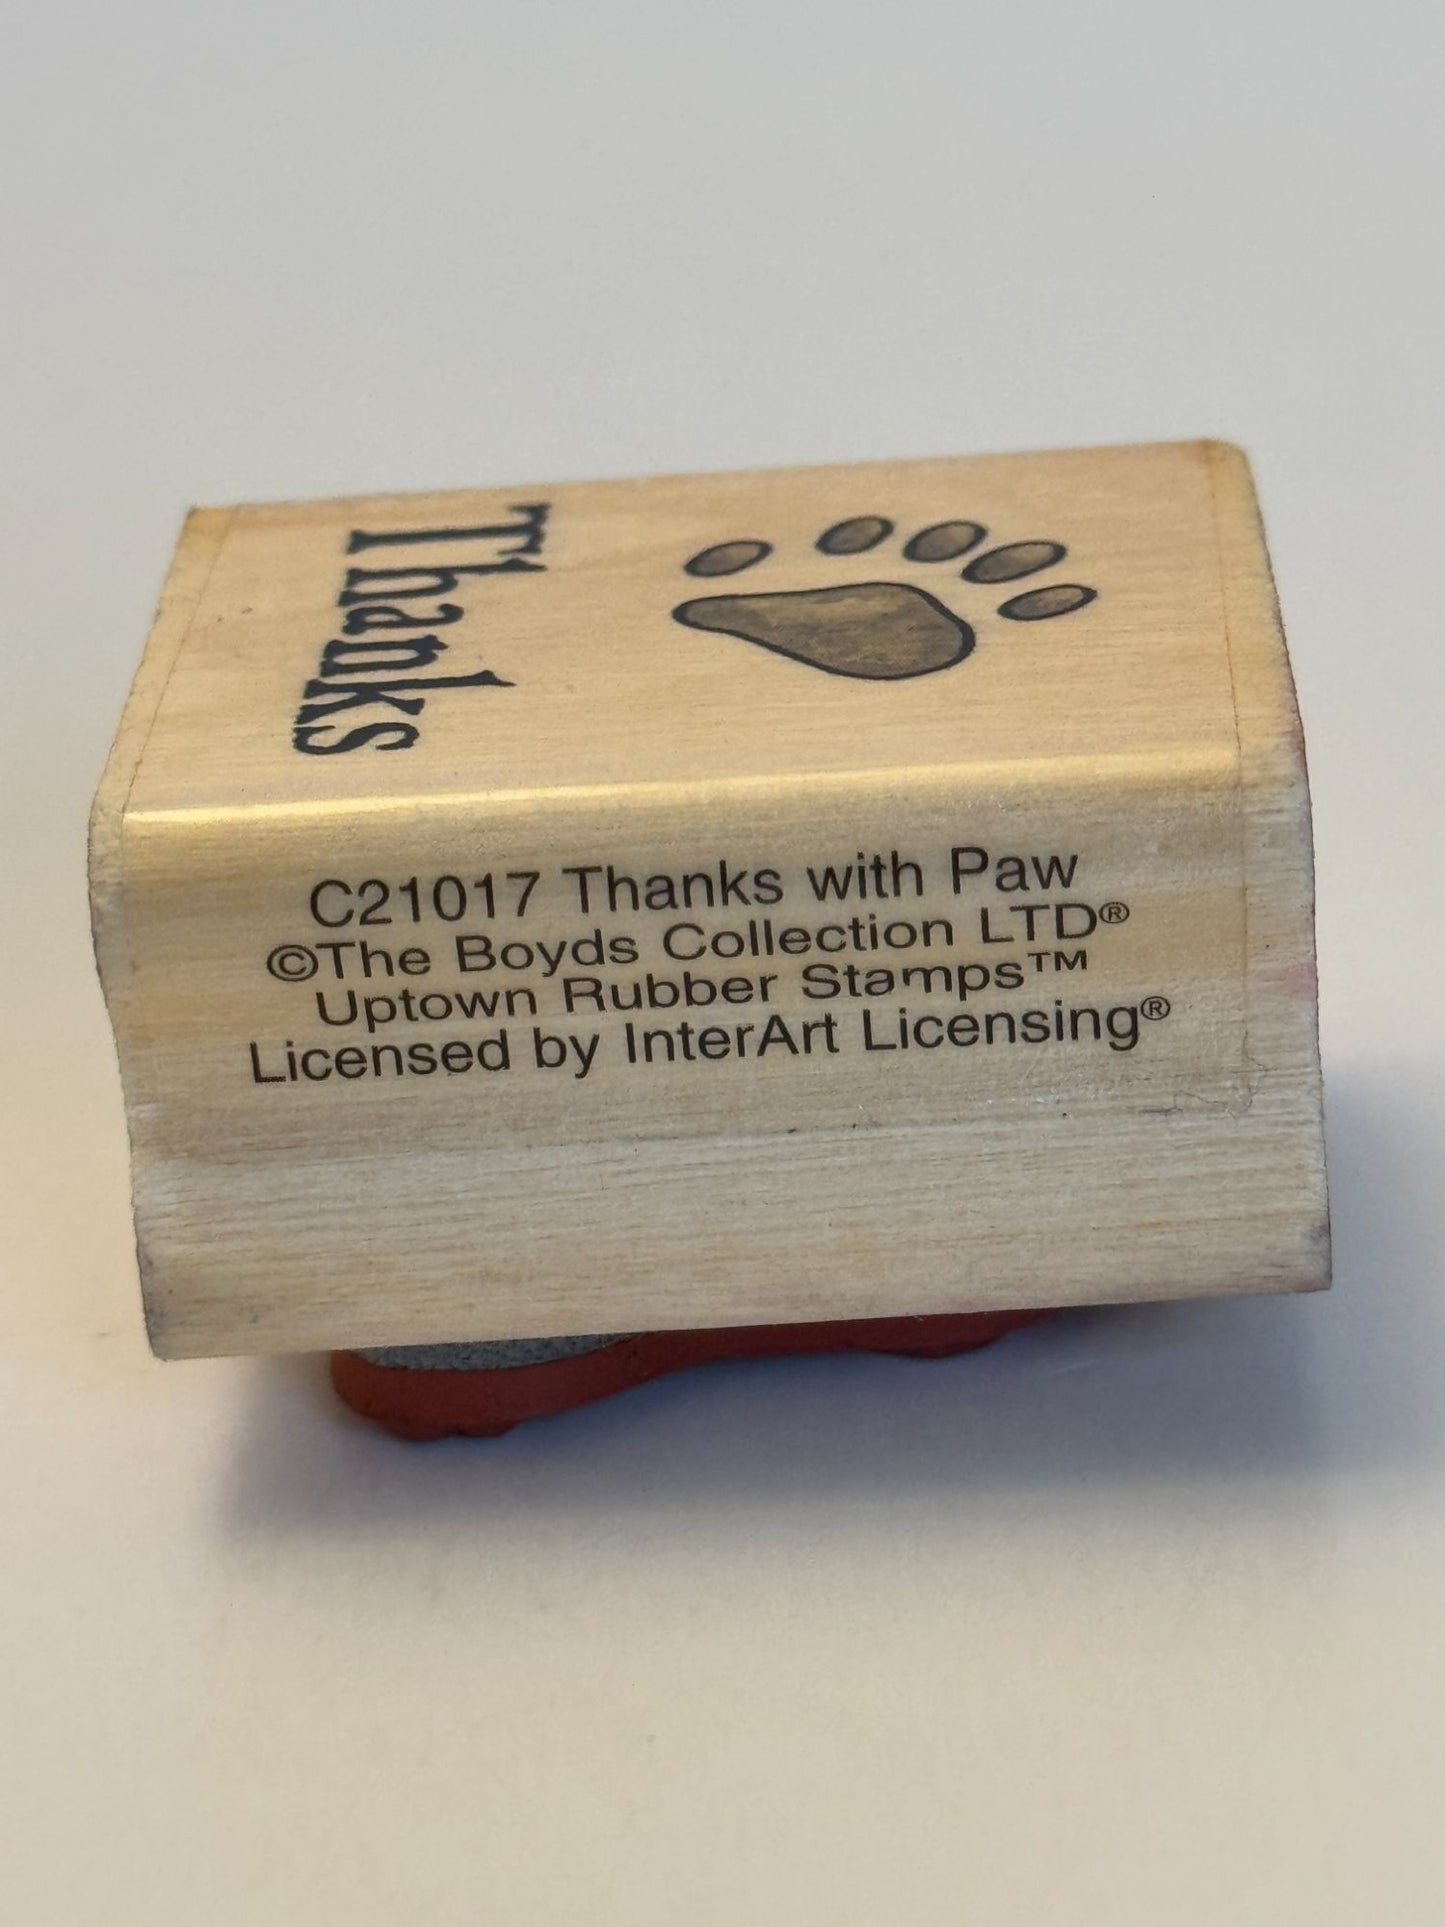 Thanks
C21017 Thanks with Paw
©The Boyds Collection LTD®
Uptown Rubber Stamps™
Licensed by InterArt Licensing®